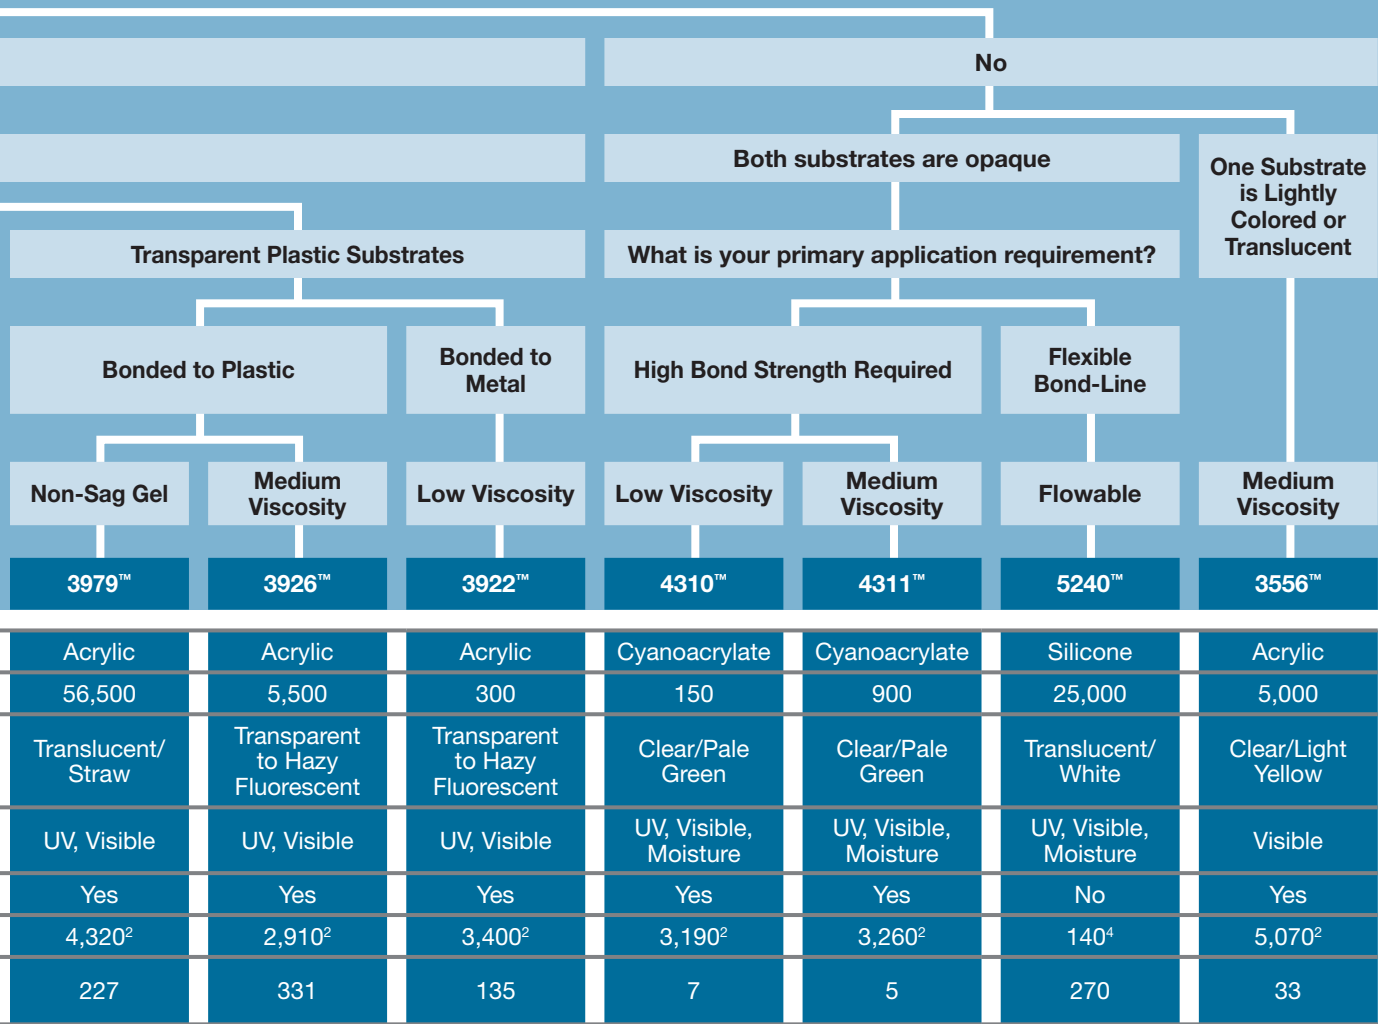 No
Both substrates are opaque
One Substrate
is Lightly
Colored or
Translucent
Transparent Plastic Substrates
What is your primary application requirement?
Bonded to Plastic
Bonded to
Metal
High Bond Strength Required
Flexible
Bond-Line
Non-Sag Gel
Medium
Viscosity
Low Viscosity
Low Viscosity
Medium
Viscosity
Flowable
Medium
Viscosity
3979™ 3926™ 3922™ 4310™ 4311™ 5240™ 3556™
Acrylic Acrylic Acrylic Cyanoacrylate Cyanoacrylate Silicone Acrylic
56,500 5,500 300 150 900 25,000 5,000
Translucent/
Straw
Transparent
to Hazy
Fluorescent
Transparent
to Hazy
Fluorescent
Clear/Pale
Green
Clear/Pale
Green
Translucent/
White
Clear/Light
Yellow
UV, Visible
UV, Visible
UV, Visible
UV, Visible,
Moisture
UV, Visible,
Moisture
UV, Visible,
Moisture
Visible
Yes Yes Yes Yes Yes No Yes
4,320² 2,910² 3,400² 3,190² 3,260² 140⁴ 5,070²
227 331 135 7 5 270 33